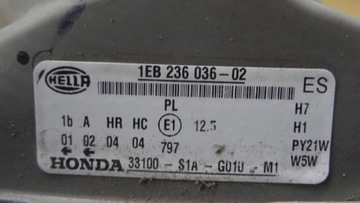 HELLA 1EB 236 036-02
ES
PL H7
1b A HR HC E1 12.5 H1
01 02 04 04 797 PY21W
HONDA 33100 -S1A - G010 - M1 W5W